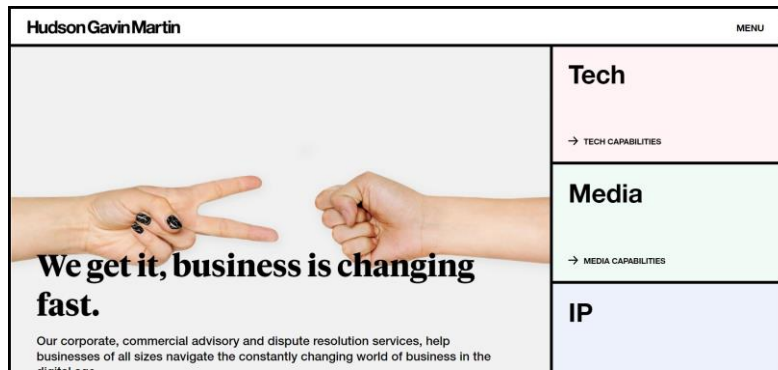 Hudson Gavin Martin
MENU
We get it, business is changing
fast.
Our corporate, commercial advisory and dispute resolution services, help
businesses of all sizes navigate the constantly changing world of business in the
digital age
Tech
→ TECH CAPABILITIES
Media
→ MEDIA CAPABILITIES
IP